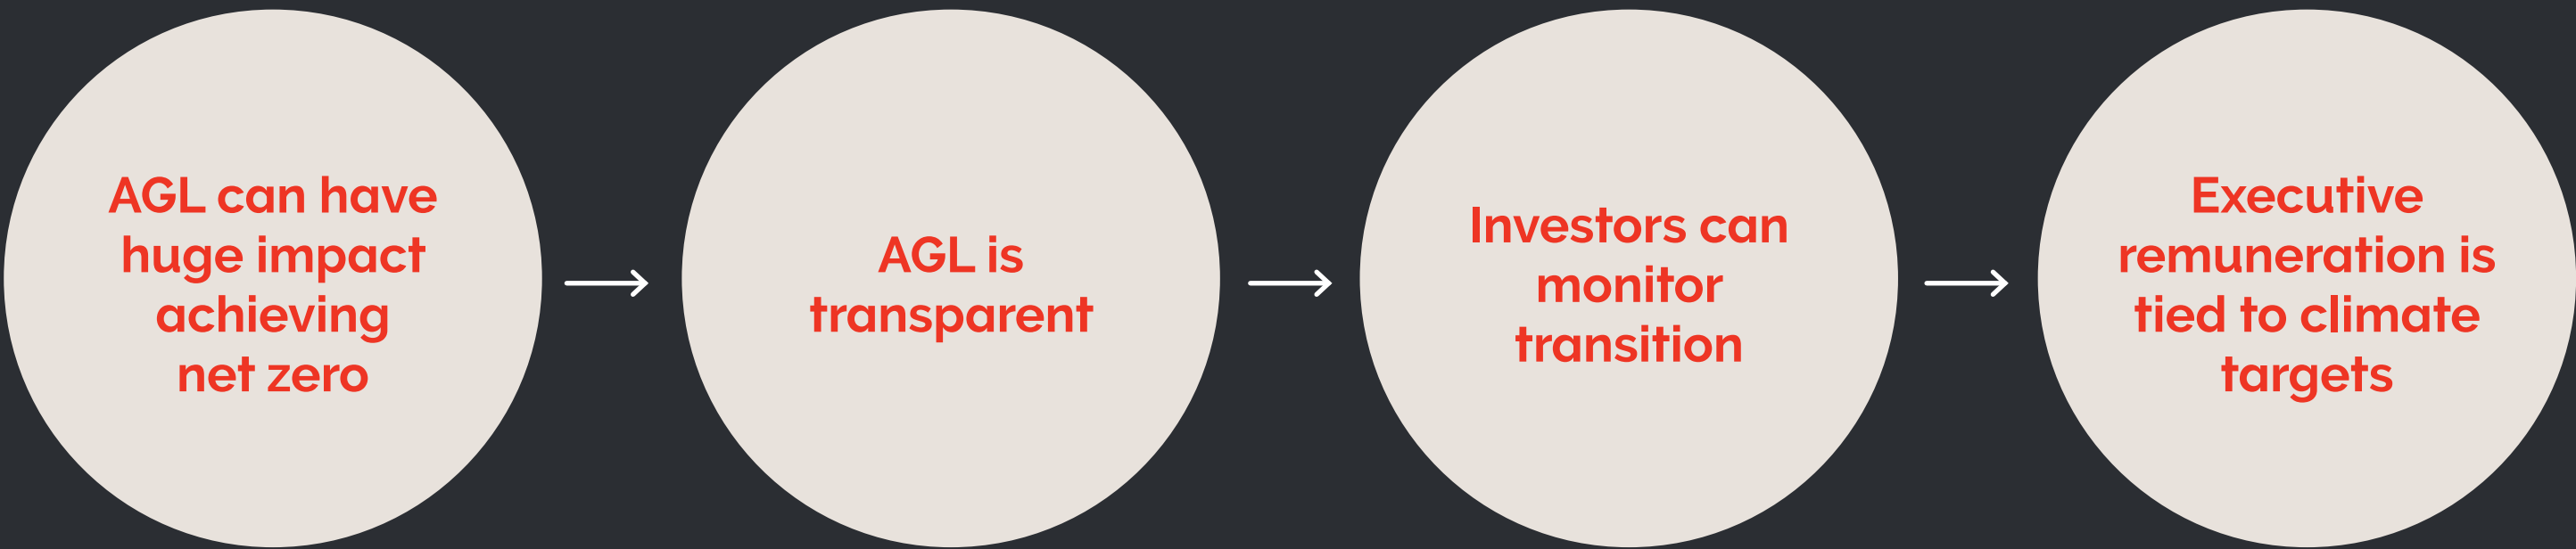 AGL can have
huge impact
achieving
net zero
AGL is
transparent
Investors can
monitor
transition
Executive
remuneration is
tied to climate
targets